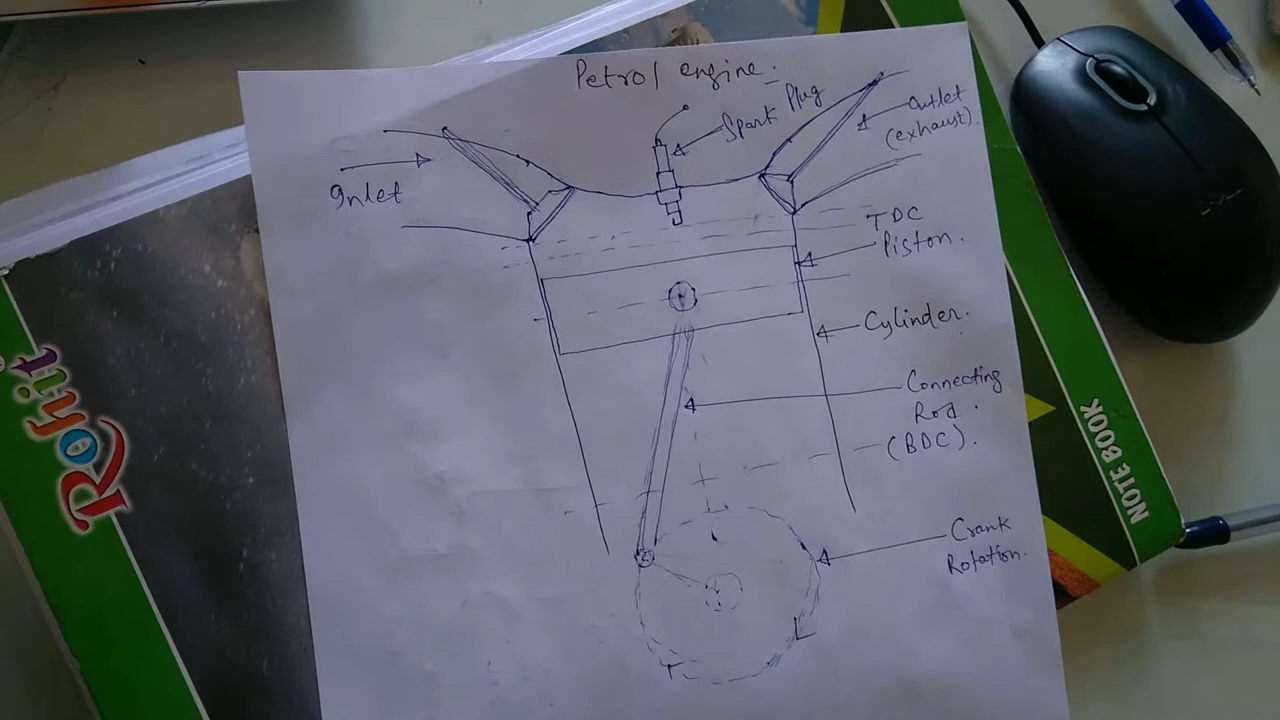 Petrol engine.
Spark Plug
Outlet
(exhaust).
Inlet
TDC
Piston.
Cylinder.
Connecting
Rod.
(BDC).
Crank
Rotation.
Rohit
NOTE BOOK